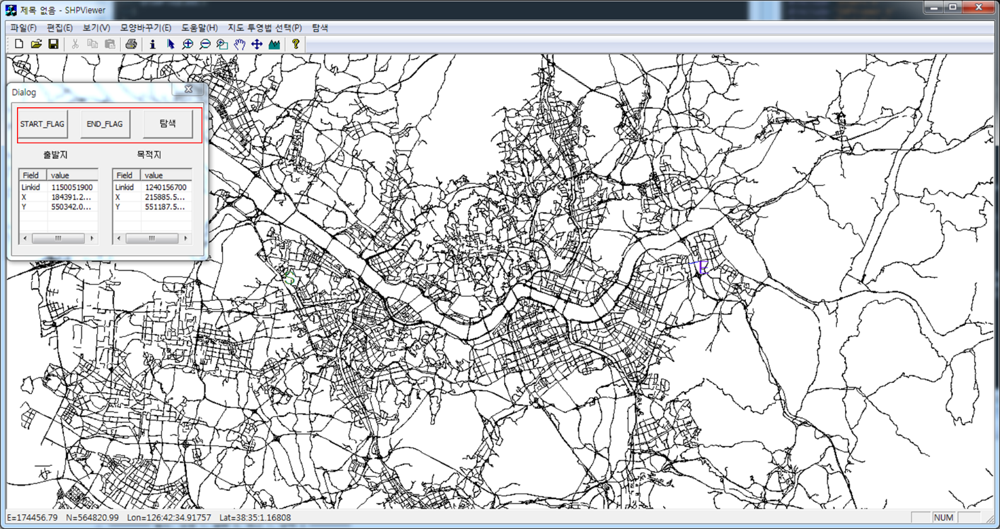 제목 없음 - SHPViewer
파일(F) 편집(E) 보기(V) 모양바꾸기(E) 도움말(H) 지도 투영법 선택(P) 탐색
Dialog
START_FLAG END_FLAG 탐색
출발지 목적지
Field value Field value
Linkid 1150051900 Linkid 1240156700
X 184391.2... X 215885.5...
Y 550342.0... Y 551187.5...
S
E
E=174456.79 N=564820.99 Lon=126:42:34.91757 Lat=38:35:1.16808 NUM